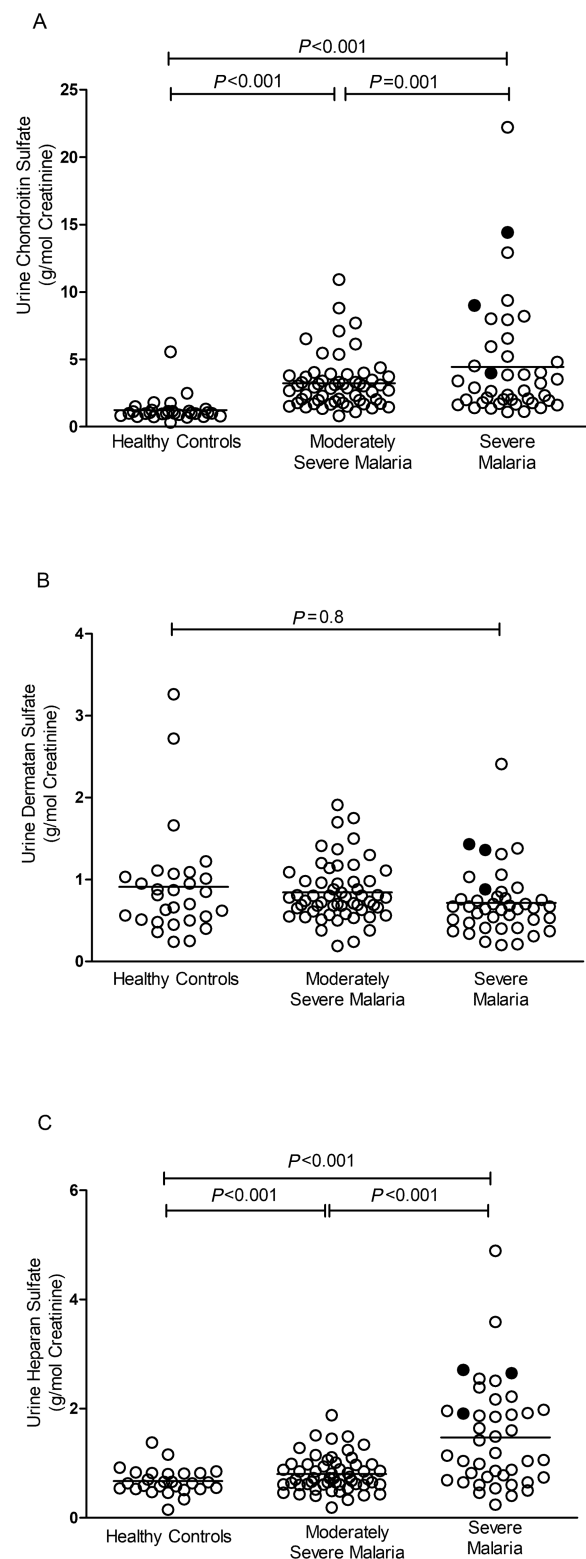 A
P<0.001
P<0.001 P=0.001
Urine Chondroitin Sulfate
(g/mol Creatinine)
25
20
15
10
5
0
Healthy Controls
Moderately
Severe Malaria
Severe
Malaria
B
P=0.8
Urine Dermatan Sulfate
(g/mol Creatinine)
4
3
2
1
0
Healthy Controls
Moderately
Severe Malaria
Severe
Malaria
C
P<0.001
P<0.001 P<0.001
Urine Heparan Sulfate
(g/mol Creatinine)
6
4
2
0
Healthy Controls
Moderately
Severe Malaria
Severe
Malaria